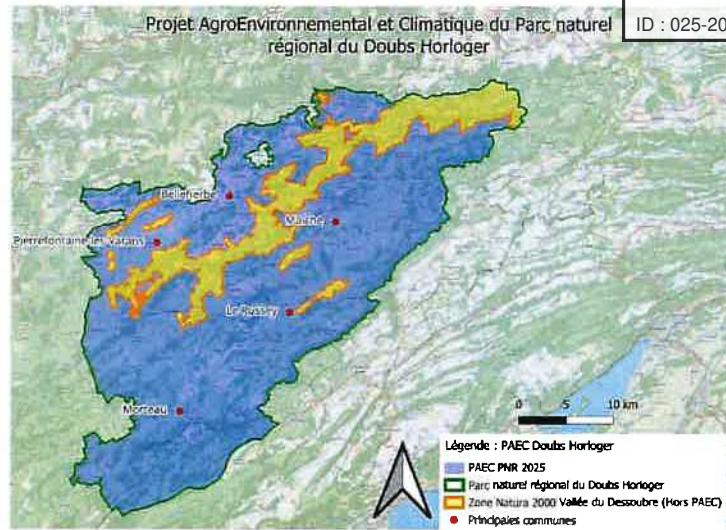 Projet AgroEnvironnemental et Climatique du Parc naturel
régional du Doubs Horloger
ID : 025-20
Belleherbe
Maîche
Pierrefontaine-les-Varans
Le Russey
Morteau
0 5 10 km
Légende : PAEC Doubs Horloger
PAEC PNR 2025
Parc naturel régional du Doubs Horloger
Zone Natura 2000 Vallée du Dessoubre (Hors PAEC)
Principales communes